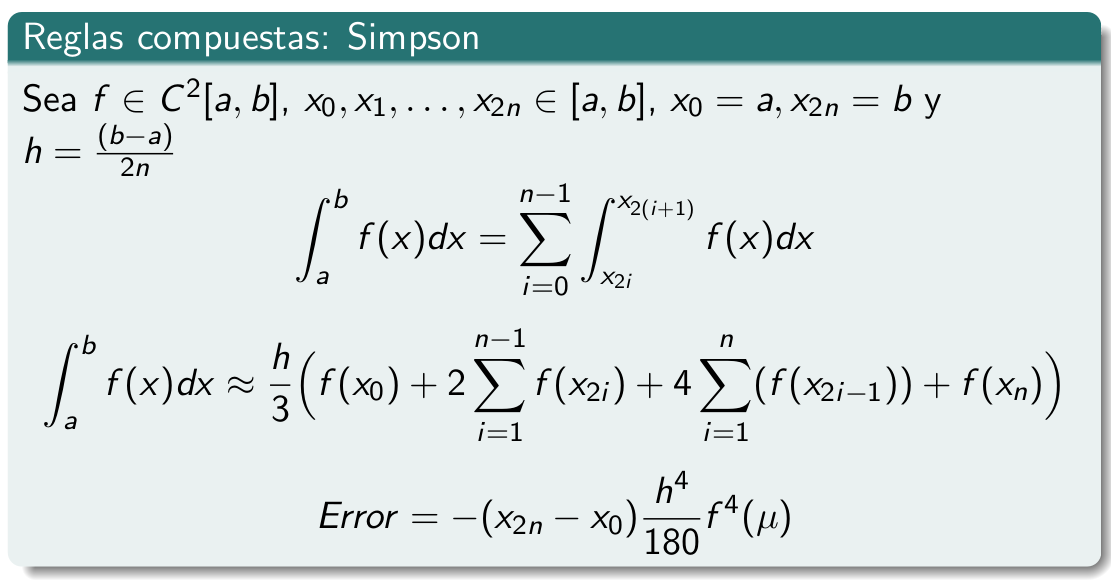 Reglas compuestas: Simpson
Sea $f \in C^2[a, b]$, $x_0, x_1, \ldots, x_{2n} \in [a, b]$, $x_0 = a, x_{2n} = b$ y
$h = \frac{(b-a)}{2n}$
$\int_a^b f(x)dx = \sum_{i=0}^{n-1} \int_{x_{2i}}^{x_{2(i+1)}} f(x)dx$
$\int_a^b f(x)dx \approx \frac{h}{3} \Big( f(x_0) + 2 \sum_{i=1}^{n-1} f(x_{2i}) + 4 \sum_{i=1}^{n} (f(x_{2i-1})) + f(x_n) \Big)$
$Error = -(x_{2n} - x_0) \frac{h^4}{180} f^4(\mu)$